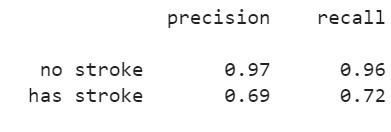 precision recall
no stroke 0.97 0.96
has stroke 0.69 0.72